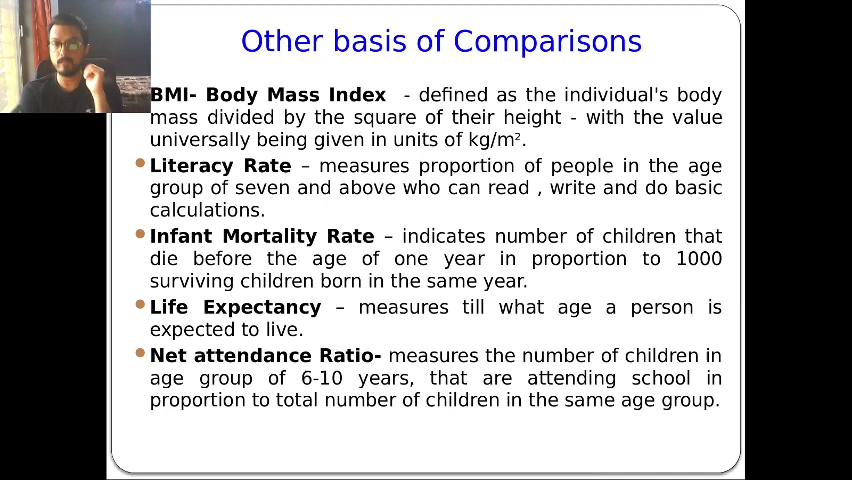 Other basis of Comparisons
BMI- Body Mass Index - defined as the individual's body
mass divided by the square of their height - with the value
universally being given in units of kg/m².
Literacy Rate – measures proportion of people in the age
group of seven and above who can read , write and do basic
calculations.
Infant Mortality Rate – indicates number of children that
die before the age of one year in proportion to 1000
surviving children born in the same year.
Life Expectancy – measures till what age a person is
expected to live.
Net attendance Ratio- measures the number of children in
age group of 6-10 years, that are attending school in
proportion to total number of children in the same age group.